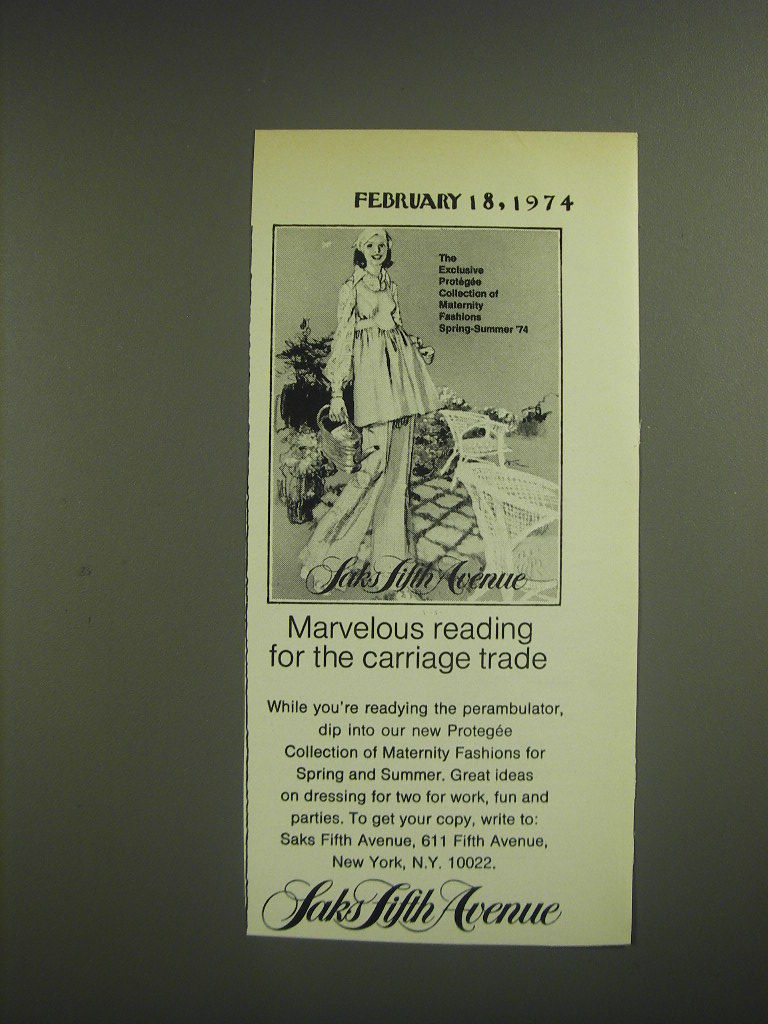 FEBRUARY 18, 1974
The
Exclusive
Protégée
Collection of
Maternity
Fashions
Spring-Summer '74
Saks Fifth Avenue
Marvelous reading
for the carriage trade
While you're readying the perambulator,
dip into our new Protegée
Collection of Maternity Fashions for
Spring and Summer. Great ideas
on dressing for two for work, fun and
parties. To get your copy, write to:
Saks Fifth Avenue, 611 Fifth Avenue,
New York, N.Y. 10022.
Saks Fifth Avenue